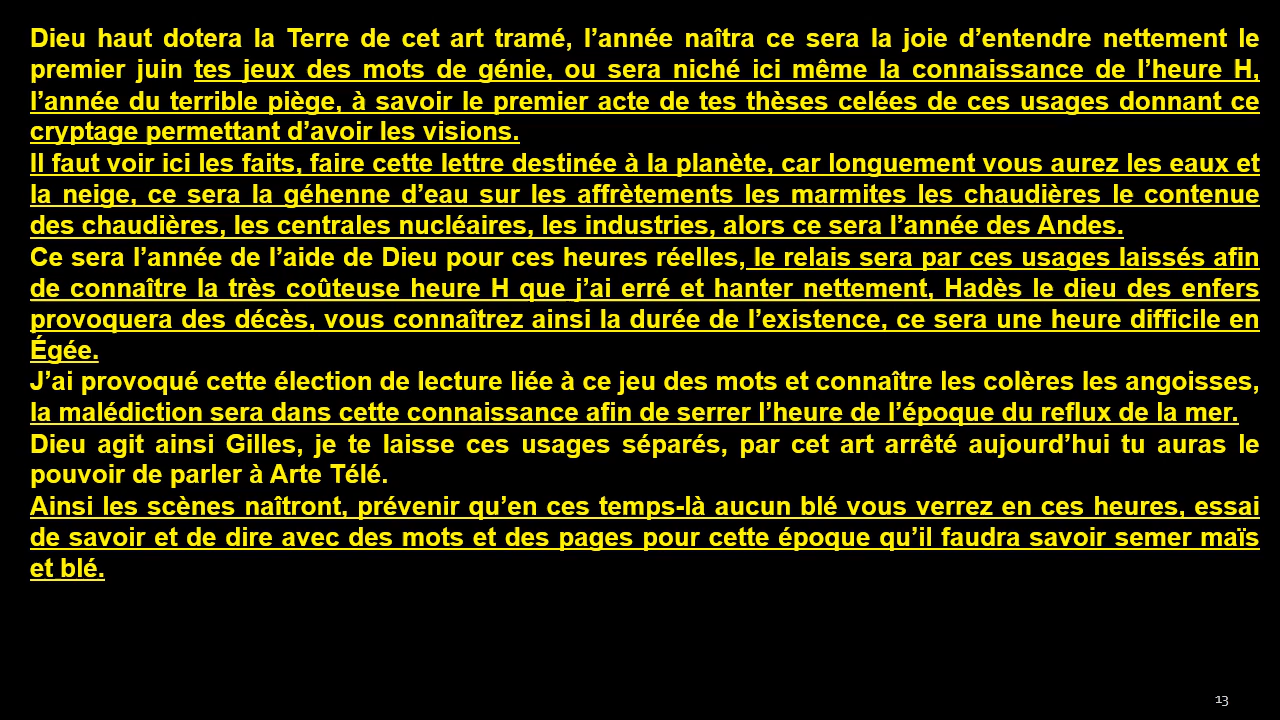 Dieu haut dotera la Terre de cet art tramé, l’année naîtra ce sera la joie d’entendre nettement le
premier juin tes jeux des mots de génie, ou sera niché ici même la connaissance de l’heure H,
l’année du terrible piège, à savoir le premier acte de tes thèses celées de ces usages donnant ce
cryptage permettant d’avoir les visions.
Il faut voir ici les faits, faire cette lettre destinée à la planète, car longuement vous aurez les eaux et
la neige, ce sera la géhenne d’eau sur les affrètements les marmites les chaudières le contenue
des chaudières, les centrales nucléaires, les industries, alors ce sera l’année des Andes.
Ce sera l’année de l’aide de Dieu pour ces heures réelles, le relais sera par ces usages laissés afin
de connaître la très coûteuse heure H que j’ai erré et hanter nettement, Hadès le dieu des enfers
provoquera des décès, vous connaîtrez ainsi la durée de l’existence, ce sera une heure difficile en
Égée.
J’ai provoqué cette élection de lecture liée à ce jeu des mots et connaître les colères les angoisses,
la malédiction sera dans cette connaissance afin de serrer l’heure de l’époque du reflux de la mer.
Dieu agit ainsi Gilles, je te laisse ces usages séparés, par cet art arrêté aujourd’hui tu auras le
pouvoir de parler à Arte Télé.
Ainsi les scènes naîtront, prévenir qu’en ces temps-là aucun blé vous verrez en ces heures, essai
de savoir et de dire avec des mots et des pages pour cette époque qu’il faudra savoir semer maïs
et blé.
13